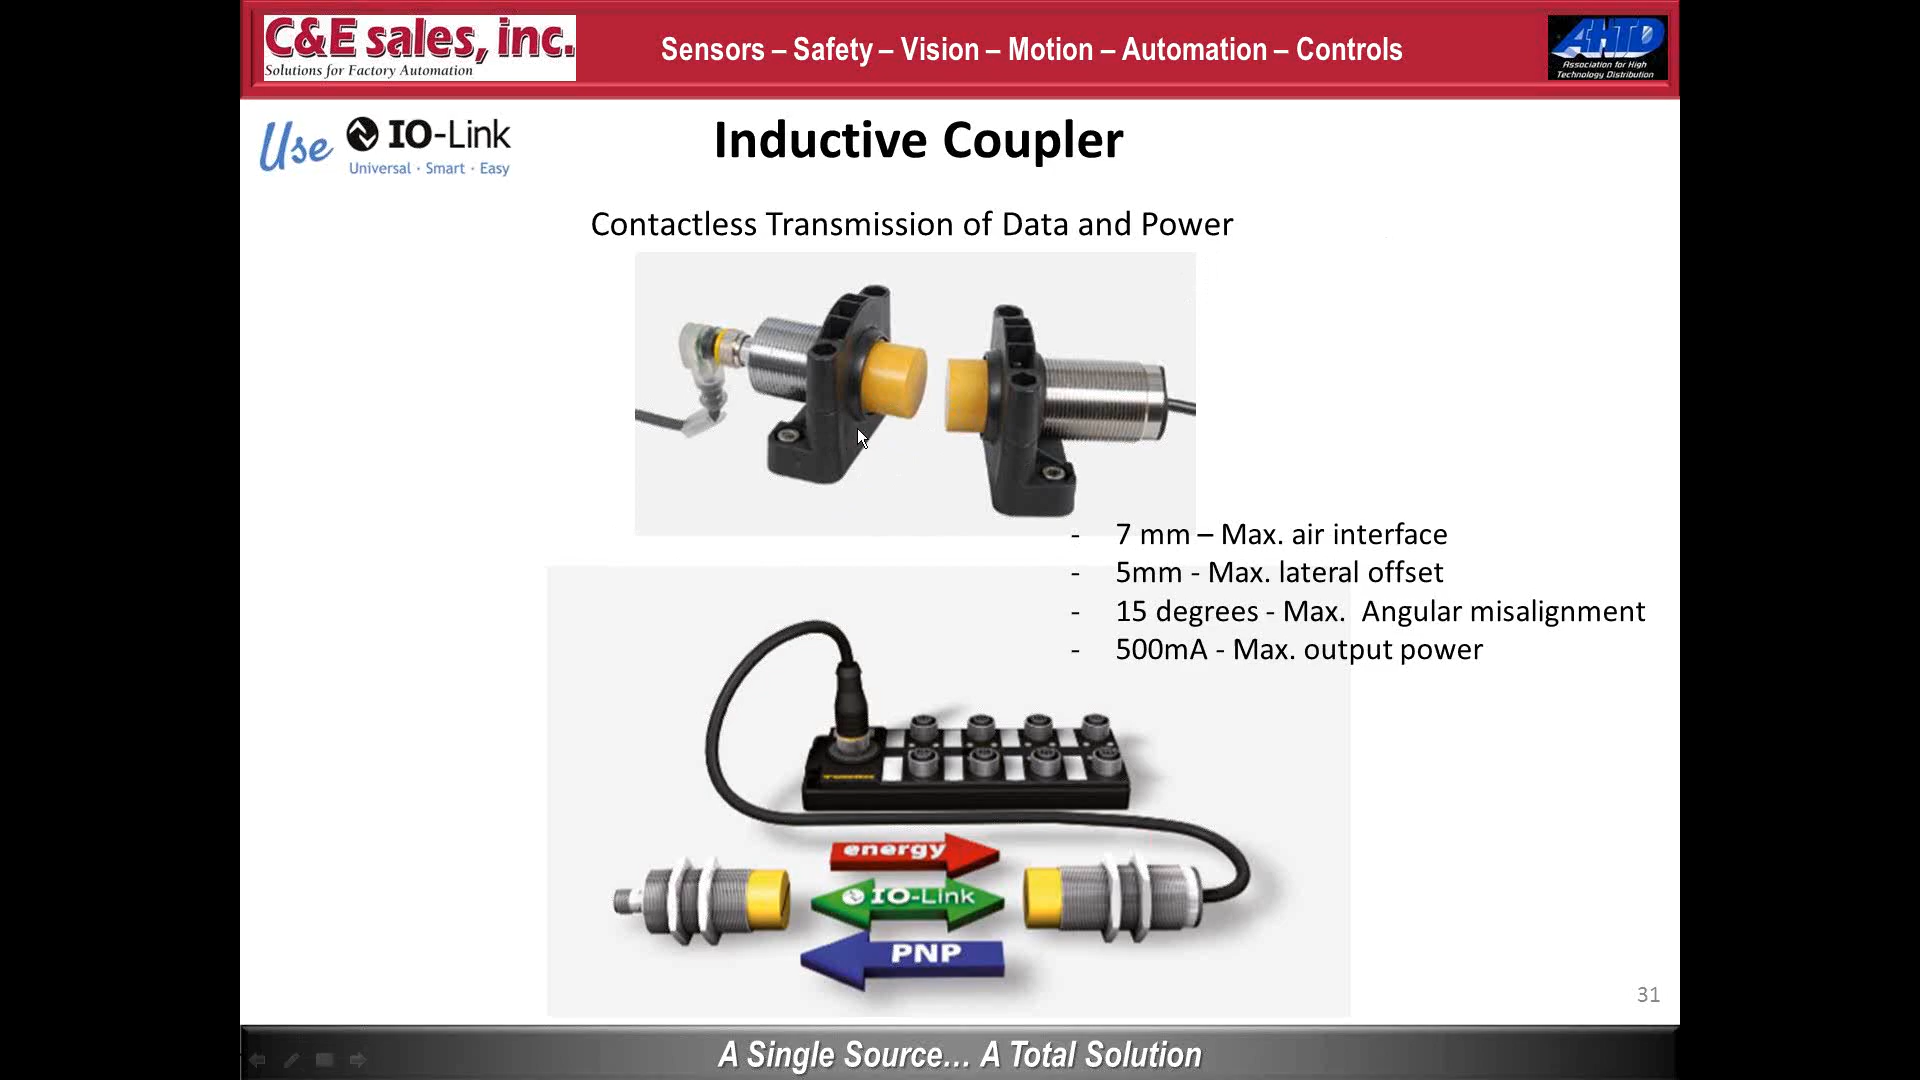 C&E sales, inc.
Solutions for Factory Automation
Sensors – Safety – Vision – Motion – Automation – Controls
AHTD
Association for High
Technology Distribution
Use IO-Link
Universal · Smart · Easy
Inductive Coupler
Contactless Transmission of Data and Power
- 7 mm – Max. air interface
- 5mm - Max. lateral offset
- 15 degrees - Max. Angular misalignment
- 500mA - Max. output power
energy
IO-Link
PNP
31
A Single Source... A Total Solution